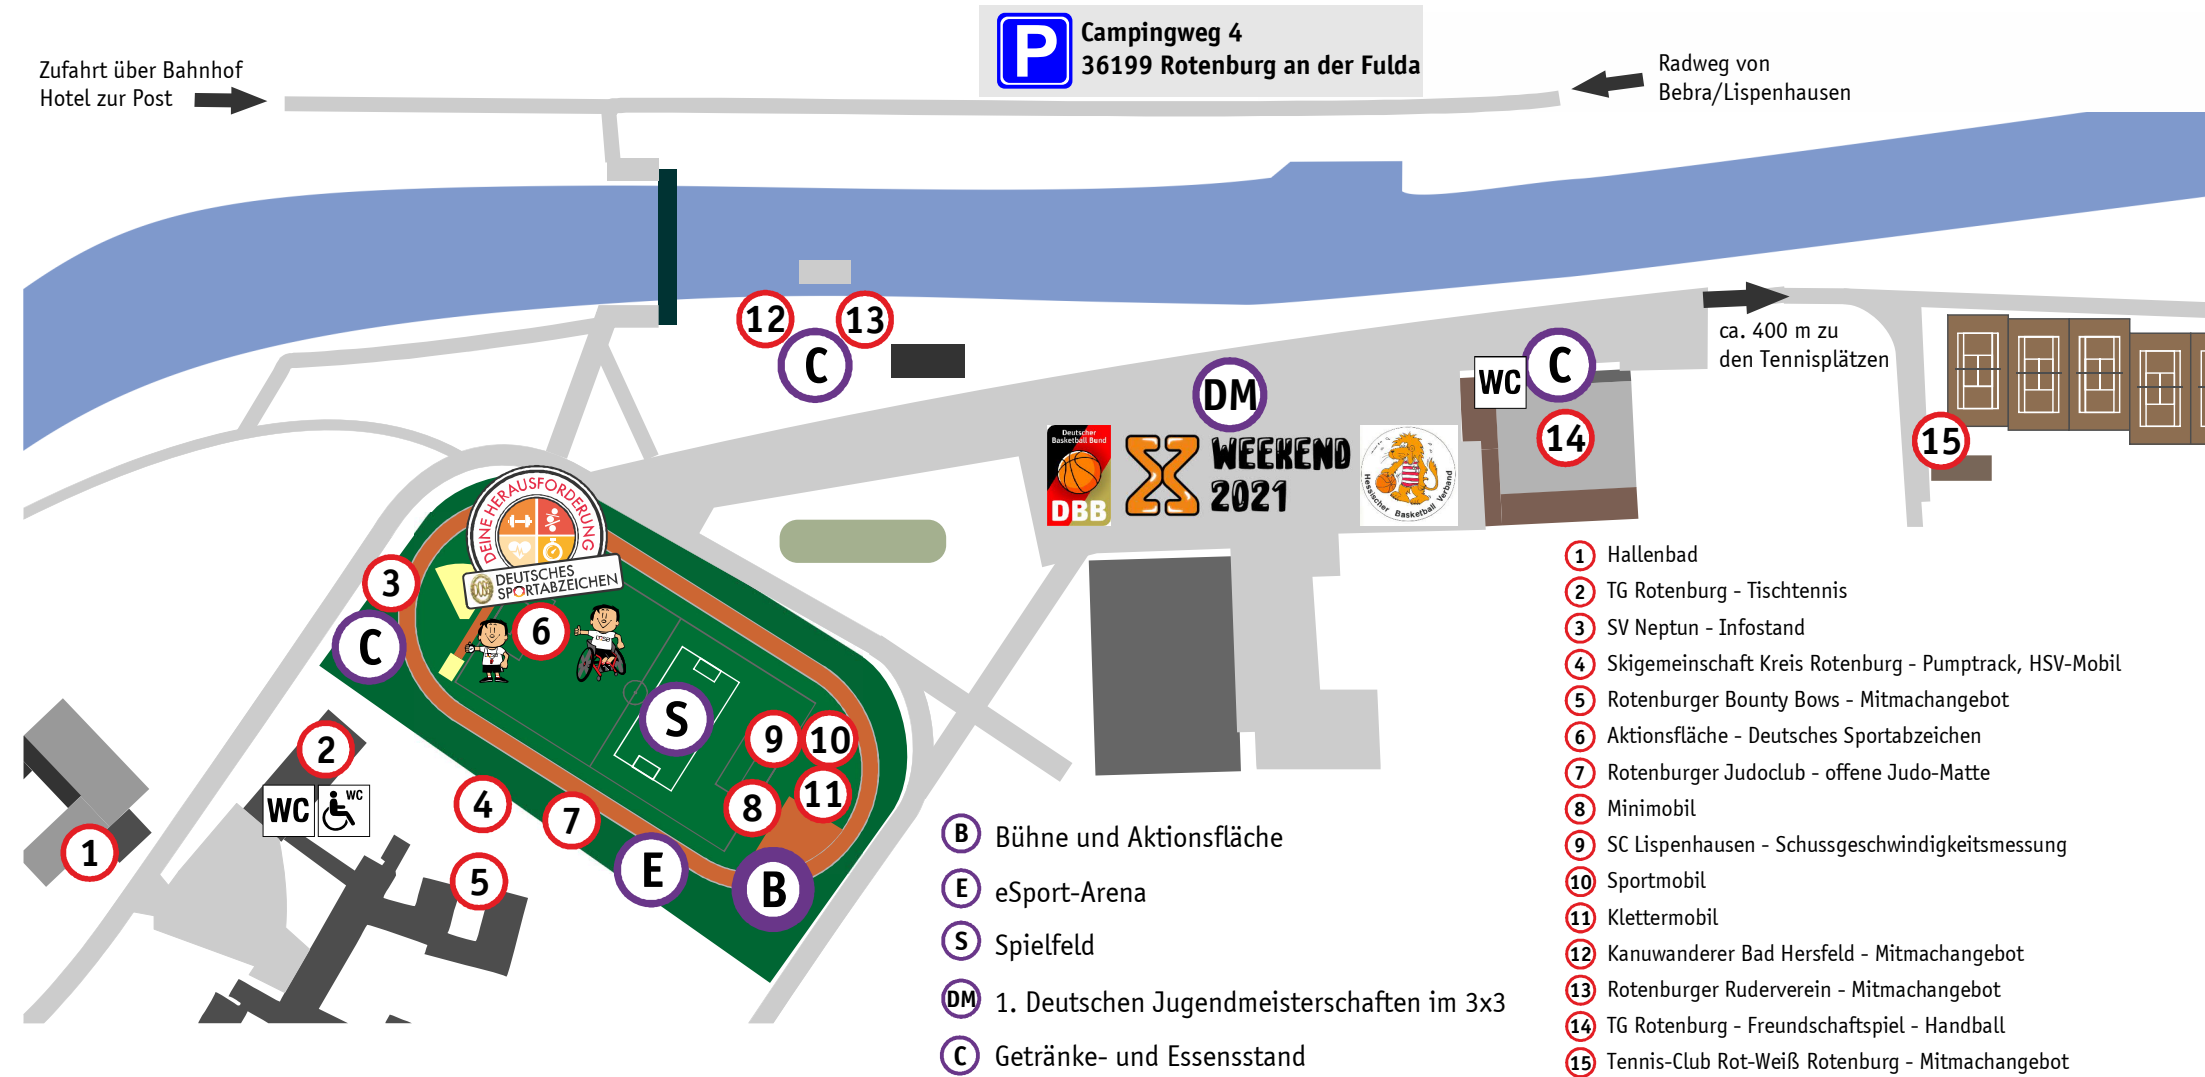 Campingweg 4
P
36199 Rotenburg an der Fulda
Zufahrt über Bahnhof
Hotel zur Post
Radweg von
Bebra/Lispenhausen
12
13
C
DM
WC
C
14
ca. 400 m zu
den Tennisplätzen
15
Deutscher
Basketball Bund
DBB
WEEKEND
2021
Hessischer Basketball Verband
DEINE HERAUSFORDERUNG
DEUTSCHES
SPORTABZEICHEN
3
C
6
S
9
10
11
8
2
WC
WC
4
7
1
5
E
B
B Bühne und Aktionsfläche
E eSport-Arena
S Spielfeld
DM 1. Deutschen Jugendmeisterschaften im 3x3
C Getränke- und Essensstand
1 Hallenbad
2 TG Rotenburg - Tischtennis
3 SV Neptun - Infostand
4 Skigemeinschaft Kreis Rotenburg - Pumptrack, HSV-Mobil
5 Rotenburger Bounty Bows - Mitmachangebot
6 Aktionsfläche - Deutsches Sportabzeichen
7 Rotenburger Judoclub - offene Judo-Matte
8 Minimobil
9 SC Lispenhausen - Schussgeschwindigkeitsmessung
10 Sportmobil
11 Klettermobil
12 Kanuwanderer Bad Hersfeld - Mitmachangebot
13 Rotenburger Ruderverein - Mitmachangebot
14 TG Rotenburg - Freundschaftspiel - Handball
15 Tennis-Club Rot-Weiß Rotenburg - Mitmachangebot